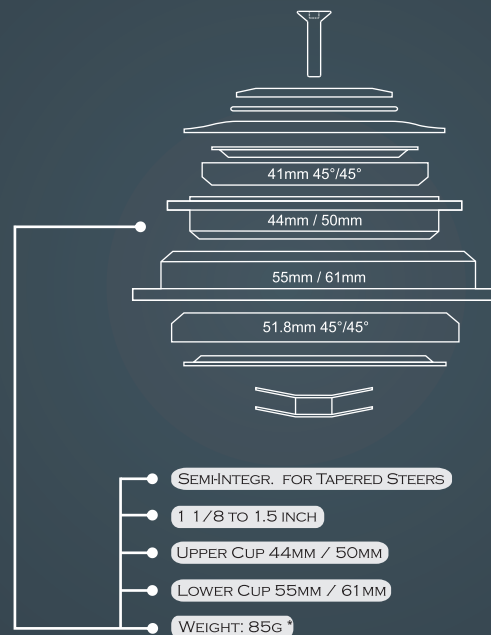 41mm 45°/45°
44mm / 50mm
55mm / 61mm
51.8mm 45°/45°
Semi-Integr. for Tapered Steers
1 1/8 to 1.5 inch
Upper Cup 44mm / 50mm
Lower Cup 55mm / 61mm
Weight: 85g *